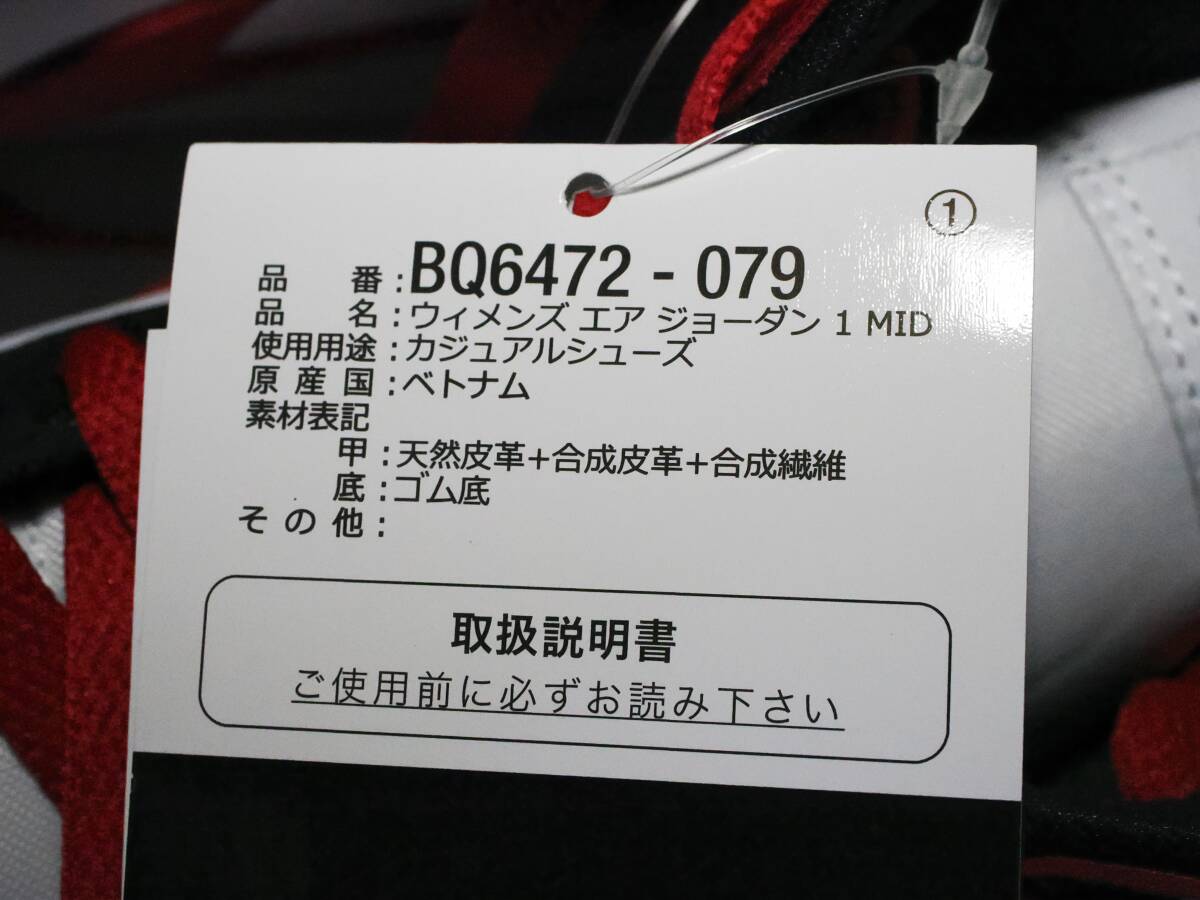 ①
品番:BQ6472-079
品名:ウィメンズ エア ジョーダン 1 MID
使用用途:カジュアルシューズ
原産国:ベトナム
素材表記
甲:天然皮革+合成皮革+合成繊維
底:ゴム底
その他:
取扱説明書
ご使用前に必ずお読み下さい